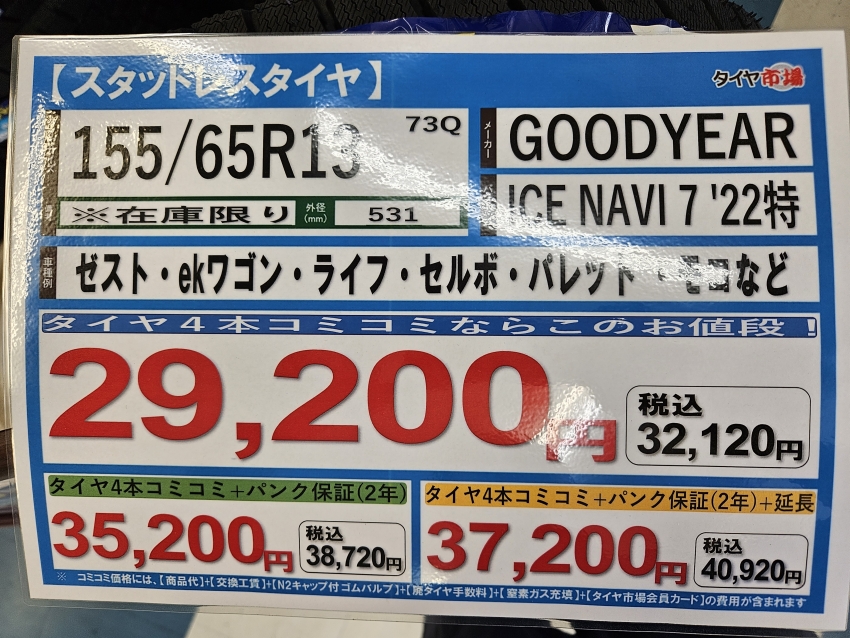 【スタットレスタイヤ】
タイヤ市場
155/65R13 73Q
メーカー GOODYEAR
※在庫限り 外径(mm) 531
ICE NAVI 7 '22特
車種例 ゼスト・ekワゴン・ライフ・セルボ・パレット・モコなど
タイヤ4本コミコミならこのお値段!
29,200円
税込
32,120円
タイヤ4本コミコミ+パンク保証(2年)
35,200円
税込
38,720円
タイヤ4本コミコミ+パンク保証(2年)+延長
37,200円
税込
40,920円
※ コミコミ価格には、【商品代】+【交換工賃】+【N2キャップ付ゴムバルブ】+【廃タイヤ手数料】+【窒素ガス充填】+【タイヤ市場会員カード】の費用が含まれます